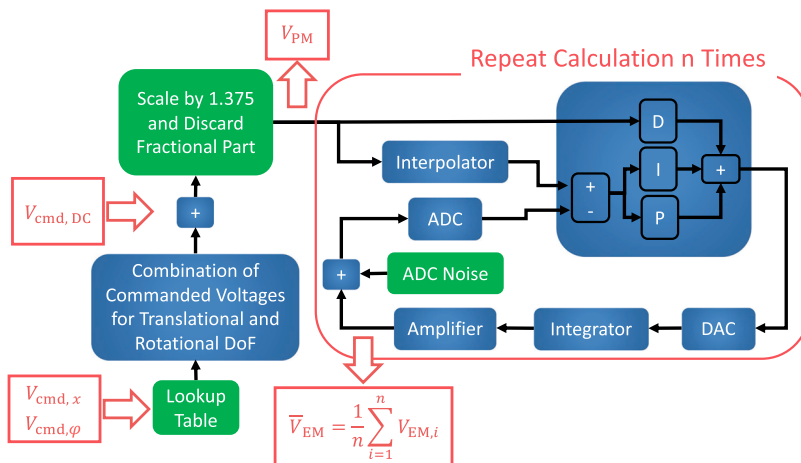 V_PM
Repeat Calculation n Times
Scale by 1.375
and Discard
Fractional Part
D
Interpolator
I
+
+
-
P
V_cmd, DC
+
ADC
+
ADC Noise
Combination of
Commanded Voltages
for Translational and
Rotational DoF
Amplifier
Integrator
DAC
V_cmd, x
V_cmd,φ
Lookup
Table
V̅_EM = 1/n ∑_{i=1}^{n} V_EM,i